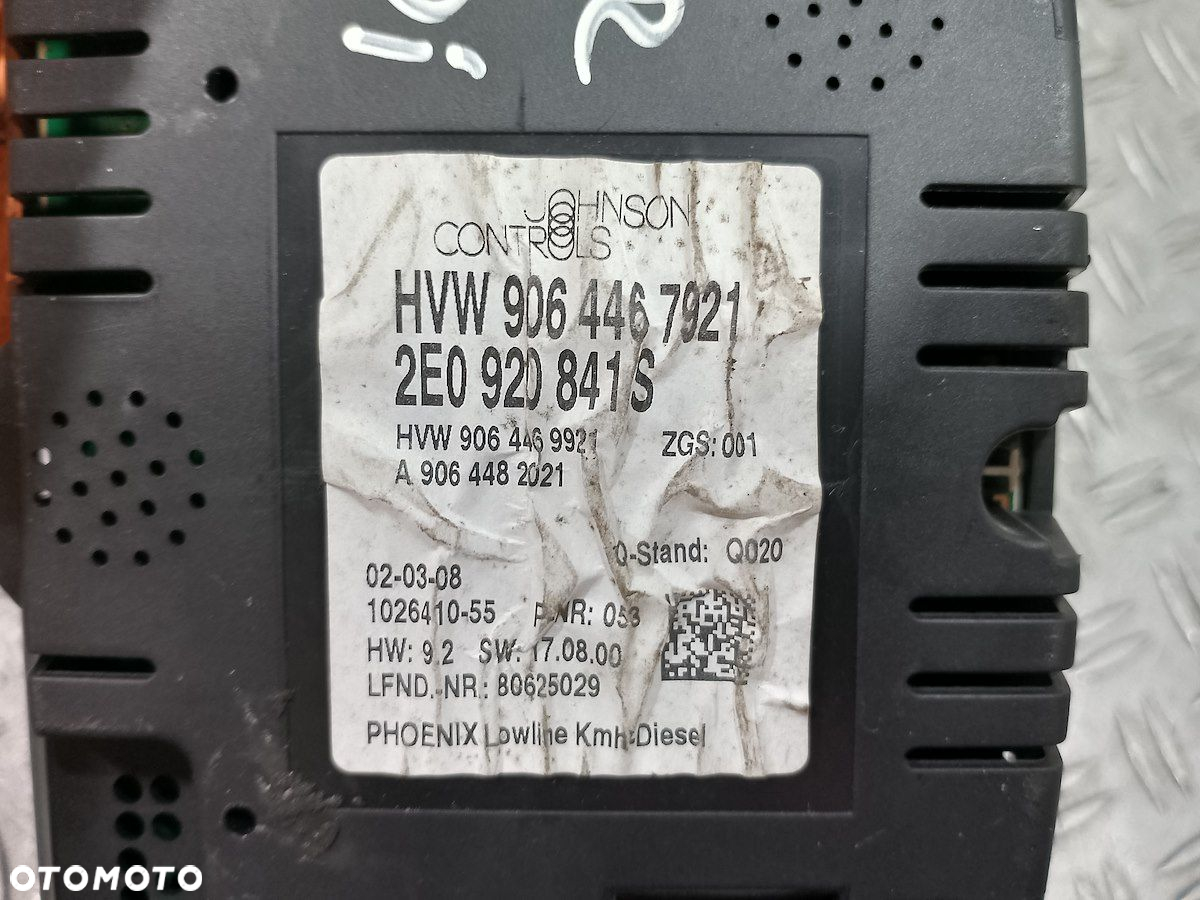 JOHNSON
CONTROLS
HVW 906 446 7921
2E0 920 841 S
HVW 906 446 9921 ZGS: 001
A 906 448 2021
Q-Stand: Q020
02-03-08
1026410-55 P-NR: 053
HW: 9.2 SW: 17.08.00
LFND.-NR.: 80625029
PHOENIX Lowline Kmh-Diesel
OTOMOTO